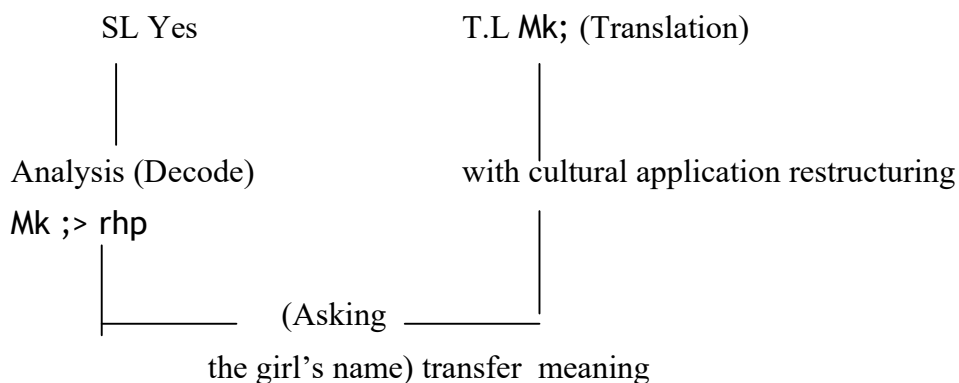 SL Yes T.L Mk; (Translation)
Analysis (Decode) with cultural application restructuring
Mk ;> rhp
(Asking
the girl's name) transfer meaning